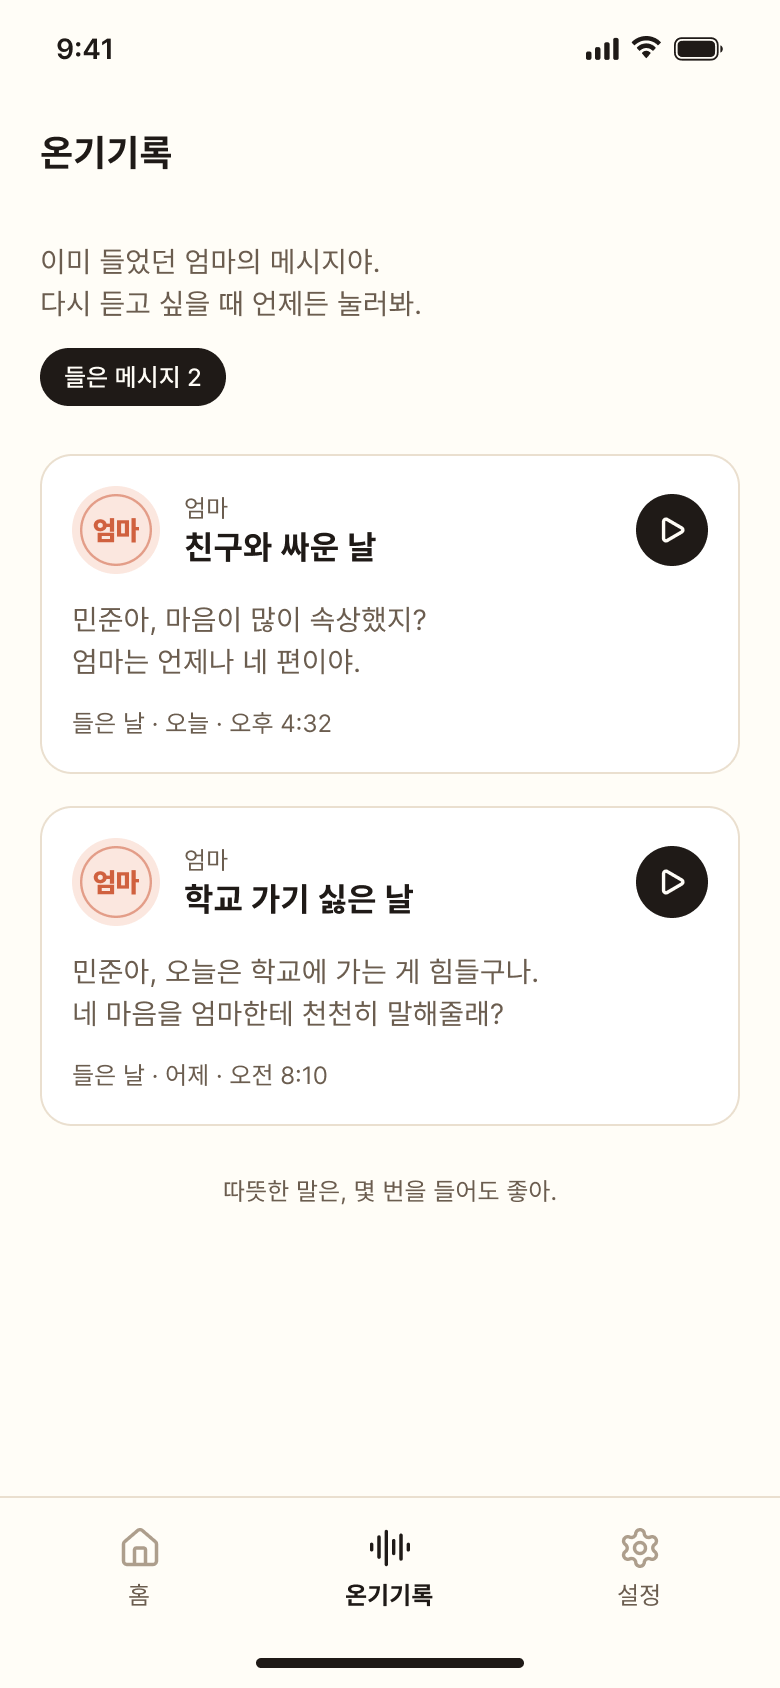 9:41
온기기록
이미 들었던 엄마의 메시지야.
다시 듣고 싶을 때 언제든 눌러봐.
들은 메시지 2
엄마
엄마
친구와 싸운 날
민준아, 마음이 많이 속상했지?
엄마는 언제나 네 편이야.
들은 날 · 오늘 · 오후 4:32
엄마
엄마
학교 가기 싫은 날
민준아, 오늘은 학교에 가는 게 힘들구나.
네 마음을 엄마한테 천천히 말해줄래?
들은 날 · 어제 · 오전 8:10
따뜻한 말은, 몇 번을 들어도 좋아.
홈
온기기록
설정